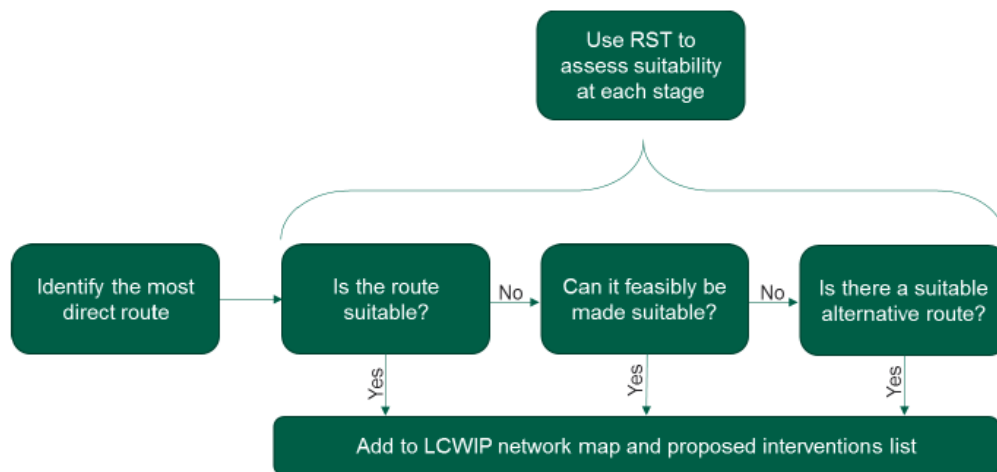 Use RST to
assess suitability
at each stage
Identify the most
direct route
Is the route
suitable?
No
Can it feasibly be
made suitable?
No
Is there a suitable
alternative route?
Yes
Yes
Yes
Add to LCWIP network map and proposed interventions list